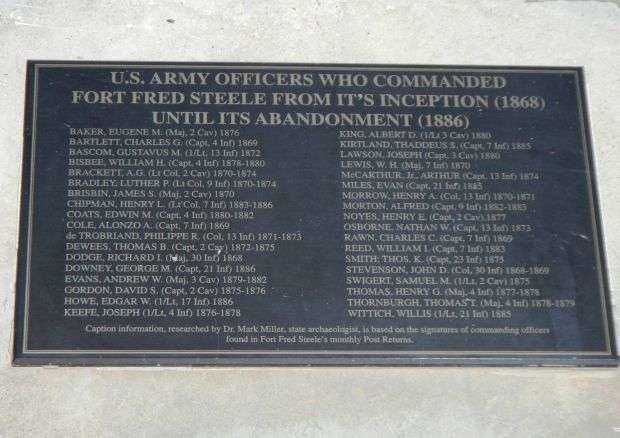 U.S. ARMY OFFICERS WHO COMMANDED
FORT FRED STEELE FROM IT'S INCEPTION (1868)
UNTIL ITS ABANDONMENT (1886)
BAKER, EUGENE M. (Maj, 2 Cav) 1876
BARTLETT, CHARLES G. (Capt, 4 Inf) 1869
BASCOM, GUSTAVUS M. (1/Lt, 13 Inf) 1872
BISBEE, WILLIAM H. (Capt, 4 Inf) 1878-1880
BRACKETT, A.G. (Lt Col, 2 Cav) 1870-1874
BRADLEY, LUTHER P. (Lt Col, 9 Inf) 1870-1874
BRISBIN, JAMES S. (Maj, 2 Cav) 1870
CHIPMAN, HENRY L. (Lt Col, 7 Inf) 1883-1886
COATS, EDWIN M. (Capt, 4 Inf) 1880-1882
COLE, ALONZO A. (Capt, 7 Inf) 1869
de TROBRIAND, PHILIPPE R. (Col, 13 Inf) 1871-1873
DEWEES, THOMAS B. (Capt, 2 Cav) 1872-1875
DODGE, RICHARD I. (Maj, 30 Inf) 1868
DOWNEY, GEORGE M. (Capt, 21 Inf) 1886
EVANS, ANDREW W. (Maj, 3 Cav) 1879-1882
GORDON, DAVID S. (Capt, 2 Cav) 1875-1876
HOWE, EDGAR W. (1/Lt, 17 Inf) 1886
KEEFE, JOSEPH (1/Lt, 4 Inf) 1876-1878
KING, ALBERT D. (1/Lt 3 Cav) 1880
KIRTLAND, THADDEUS S. (Capt, 7 Inf) 1885
LAWSON, JOSEPH (Capt, 3 Cav) 1880
LEWIS, W. H. (Maj, 7 Inf) 1870
McCARTHUR, Jr., ARTHUR (Capt, 13 Inf) 1874
MILES, EVAN (Capt, 21 Inf) 1885
MORROW, HENRY A. (Col, 13 Inf) 1870-1871
MORTON, ALFRED (Capt, 9 Inf) 1882-1883
NOYES, HENRY E. (Capt, 2 Cav) 1877
OSBORNE, NATHAN W. (Capt, 13 Inf) 1873
RAWN, CHARLES C. (Capt, 7 Inf) 1869
REED, WILLIAM I. (Capt, 7 Inf) 1883
SMITH; THOS. K. (Capt, 23 Inf) 1875
STEVENSON, JOHN D. (Col, 30 Inf) 1868-1869
SWIGERT, SAMUEL M. (1/Lt, 2 Cav) 1875
THOMAS, HENRY G. (Maj, 4 Inf) 1877-1878
THORNBURGH, THOMAS T. (Maj, 4 Inf) 1878-1879
WITTICH, WILLIS (1/Lt, 21 Inf) 1885
Caption information, researched by Dr. Mark Miller, state archaeologist, is based on the signatures of commanding officers
found in Fort Fred Steele's monthly Post Returns.